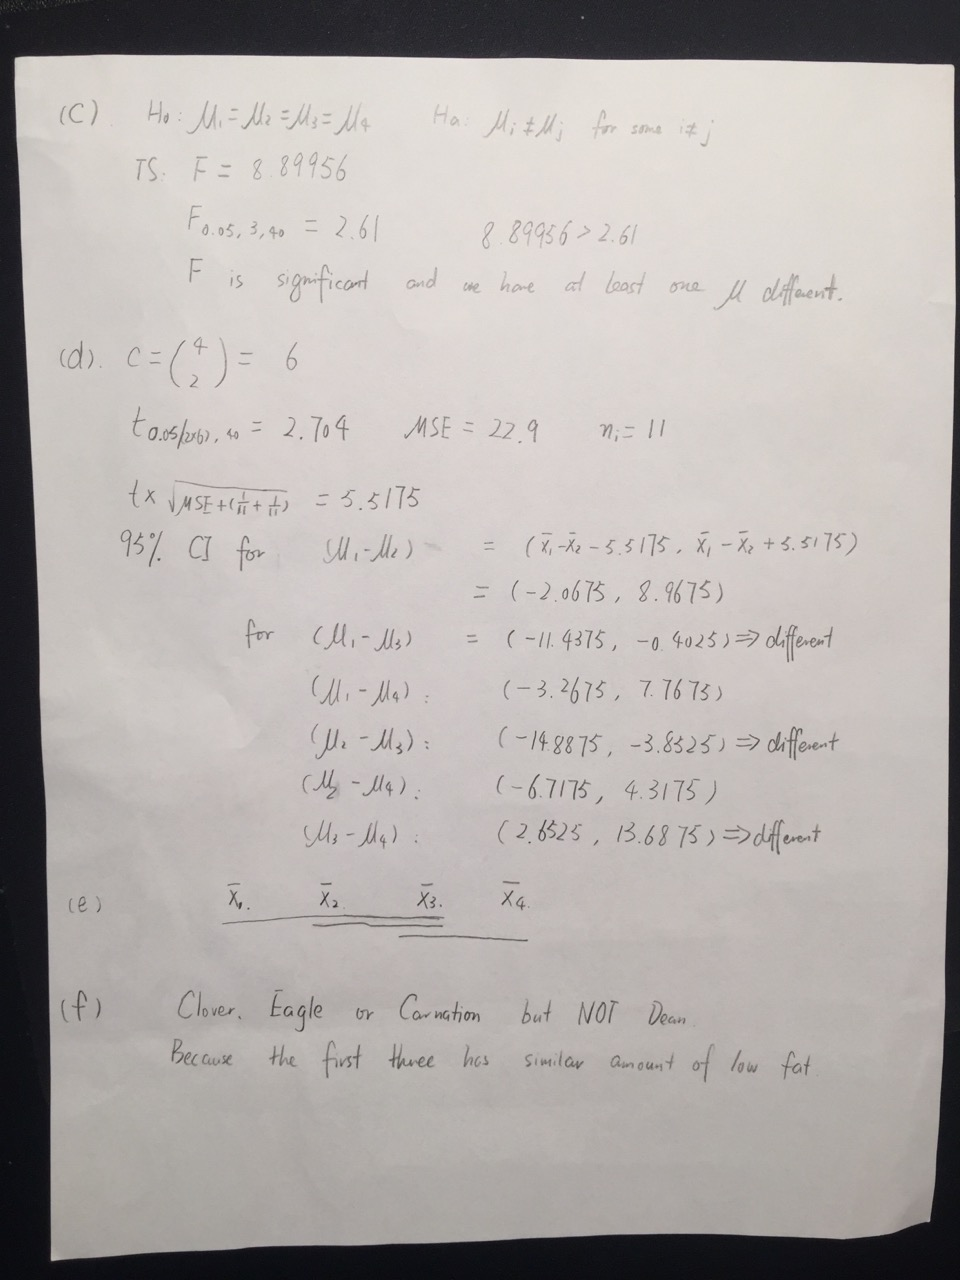 (C) H₀: μ₁=μ₂=μ₃=μ₄ Ha: μᵢ≠μⱼ for some i≠j
TS: F = 8.89956
F₀.₀₅,₃,₄₀ = 2.61 8.89956>2.61
F is significant and we have at least one μ different.
(d). C=(4 2)= 6
t₀.₀₅/₍₂ₓ₆₎,₄₀ = 2.704 MSE = 22.9 nᵢ= 11
t× √MSE+(1/11+1/11) = 5.5175
95% CI for (μ₁-μ₂) = (x̄₁-x̄₂-5.5175, x̄₁-x̄₂+5.5175)
= (-2.0675, 8.9675)
for (μ₁-μ₃) = (-11.4375, -0.4025)⇒different
(μ₁-μ₄): (-3.2675, 7.7675)
(μ₂-μ₃): (-14.8875, -3.8525)⇒different
(μ₂-μ₄): (-6.7175, 4.3175)
(μ₃-μ₄): (2.6525, 13.6875)⇒different
(e) x̄₁. x̄₂. x̄₃. x̄₄.
(f) Clover, Eagle or Carnation but NOT Dean
Because the first three has similar amount of low fat